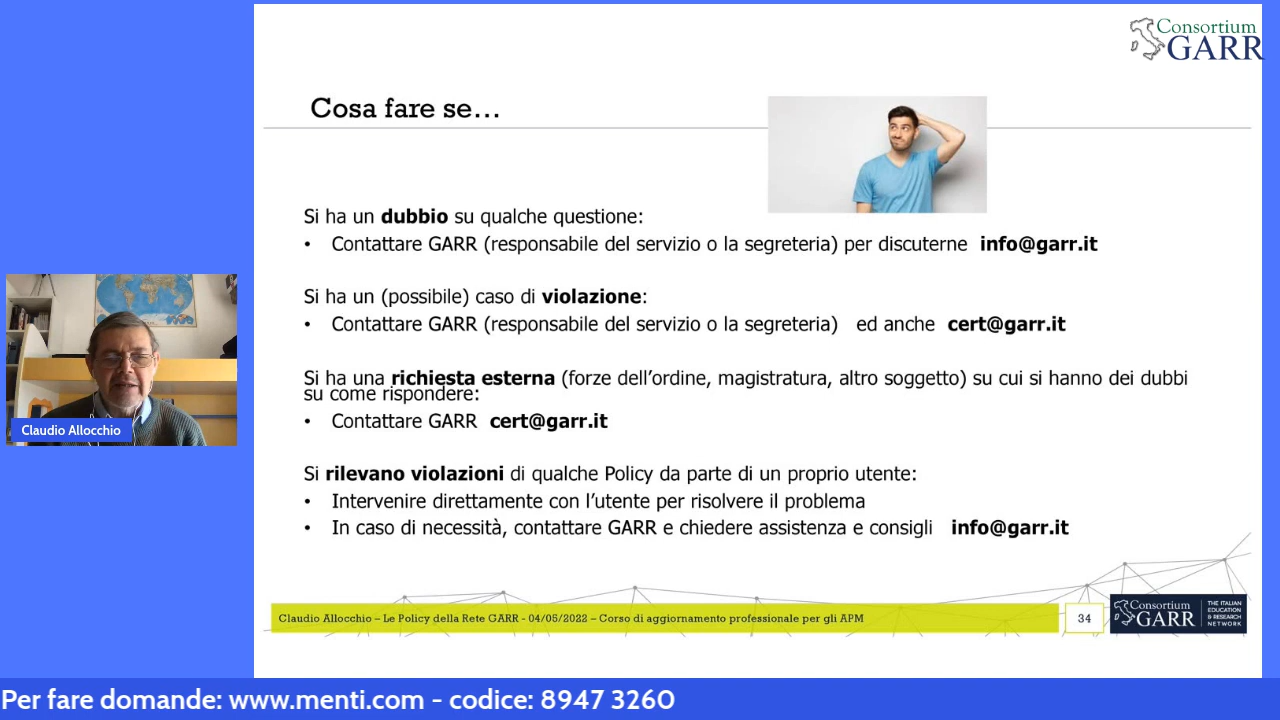 Consortium
GARR
Cosa fare se...
Si ha un dubbio su qualche questione:
• Contattare GARR (responsabile del servizio o la segreteria) per discuterne info@garr.it
Si ha un (possibile) caso di violazione:
• Contattare GARR (responsabile del servizio o la segreteria) ed anche cert@garr.it
Si ha una richiesta esterna (forze dell'ordine, magistratura, altro soggetto) su cui si hanno dei dubbi
su come rispondere:
• Contattare GARR cert@garr.it
Si rilevano violazioni di qualche Policy da parte di un proprio utente:
• Intervenire direttamente con l'utente per risolvere il problema
• In caso di necessità, contattare GARR e chiedere assistenza e consigli info@garr.it
Claudio Allocchio
Claudio Allocchio – Le Policy della Rete GARR - 04/05/2022 – Corso di aggiornamento professionale per gli APM
34
Consortium
GARR
THE ITALIAN
EDUCATION
& RESEARCH
NETWORK
Per fare domande: www.menti.com - codice: 8947 3260